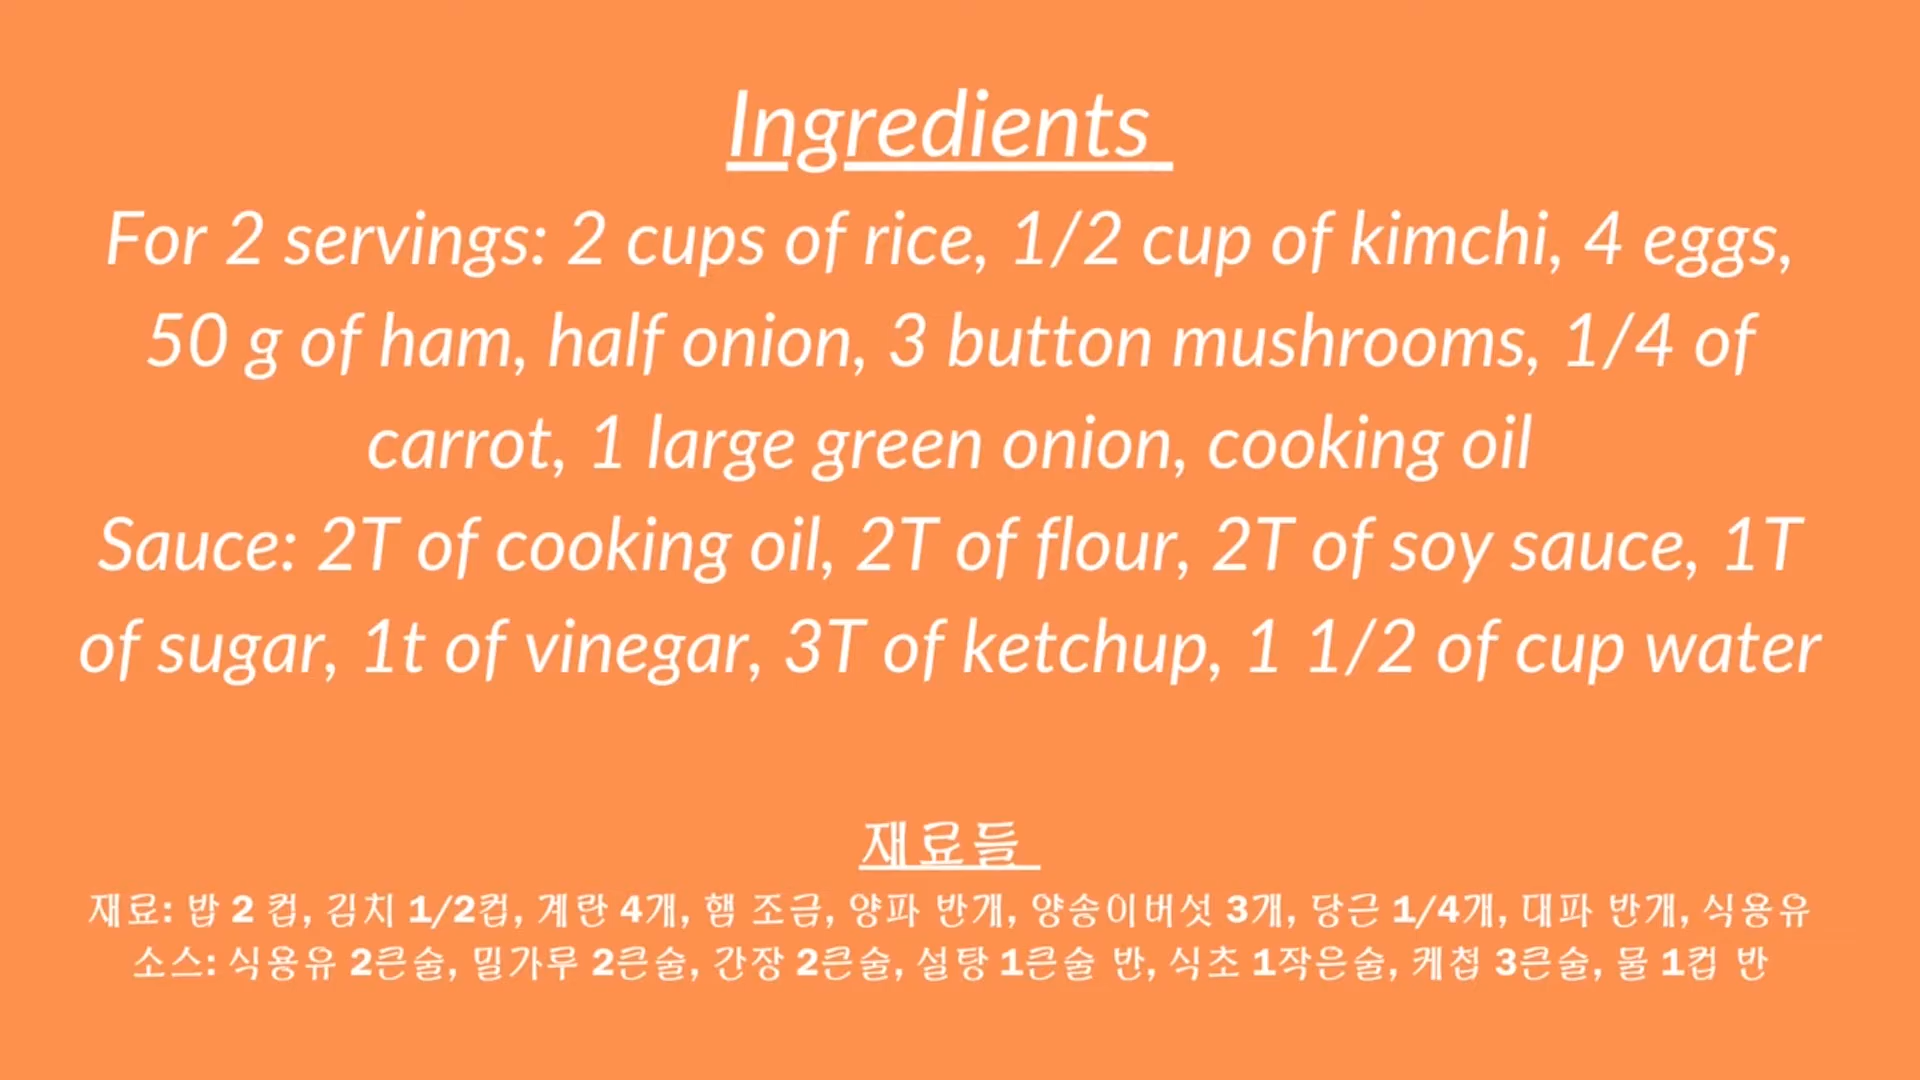 Ingredients
For 2 servings: 2 cups of rice, 1/2 cup of kimchi, 4 eggs,
50 g of ham, half onion, 3 button mushrooms, 1/4 of
carrot, 1 large green onion, cooking oil
Sauce: 2T of cooking oil, 2T of flour, 2T of soy sauce, 1T
of sugar, 1t of vinegar, 3T of ketchup, 1 1/2 of cup water
재료들
재료: 밥 2 컵, 김치 1/2컵, 계란 4개, 햄 조금, 양파 반개, 양송이버섯 3개, 당근 1/4개, 대파 반개, 식용유
소스: 식용유 2큰술, 밀가루 2큰술, 간장 2큰술, 설탕 1큰술 반, 식초 1작은술, 케첩 3큰술, 물 1컵 반